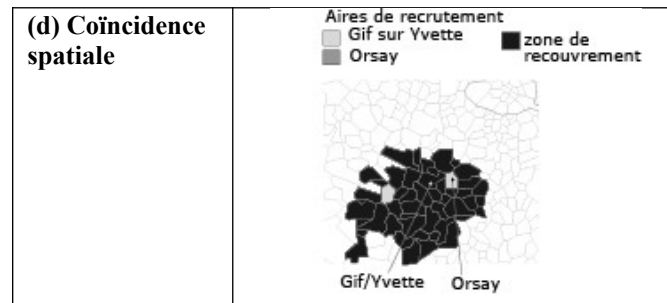 (d) Coïncidence
spatiale
Aires de recrutement
Gif sur Yvette
Orsay
zone de
recouvrement
Gif/Yvette
Orsay